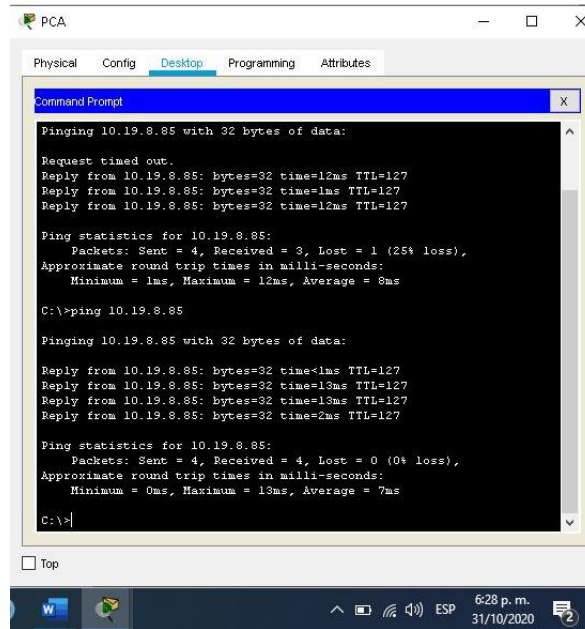 PCA
Physical Config Desktop Programming Attributes
Command Prompt X
Pinging 10.19.8.85 with 32 bytes of data:
Request timed out.
Reply from 10.19.8.85: bytes=32 time=12ms TTL=127
Reply from 10.19.8.85: bytes=32 time=1ms TTL=127
Reply from 10.19.8.85: bytes=32 time=12ms TTL=127
Ping statistics for 10.19.8.85:
Packets: Sent = 4, Received = 3, Lost = 1 (25% loss),
Approximate round trip times in milli-seconds:
Minimum = 1ms, Maximum = 12ms, Average = 8ms
C:\>ping 10.19.8.85
Pinging 10.19.8.85 with 32 bytes of data:
Reply from 10.19.8.85: bytes=32 time<1ms TTL=127
Reply from 10.19.8.85: bytes=32 time=13ms TTL=127
Reply from 10.19.8.85: bytes=32 time=13ms TTL=127
Reply from 10.19.8.85: bytes=32 time=2ms TTL=127
Ping statistics for 10.19.8.85:
Packets: Sent = 4, Received = 4, Lost = 0 (0% loss),
Approximate round trip times in milli-seconds:
Minimum = 0ms, Maximum = 13ms, Average = 7ms
C:\>
Top
W ESP 6:28 p. m.
31/10/2020 2